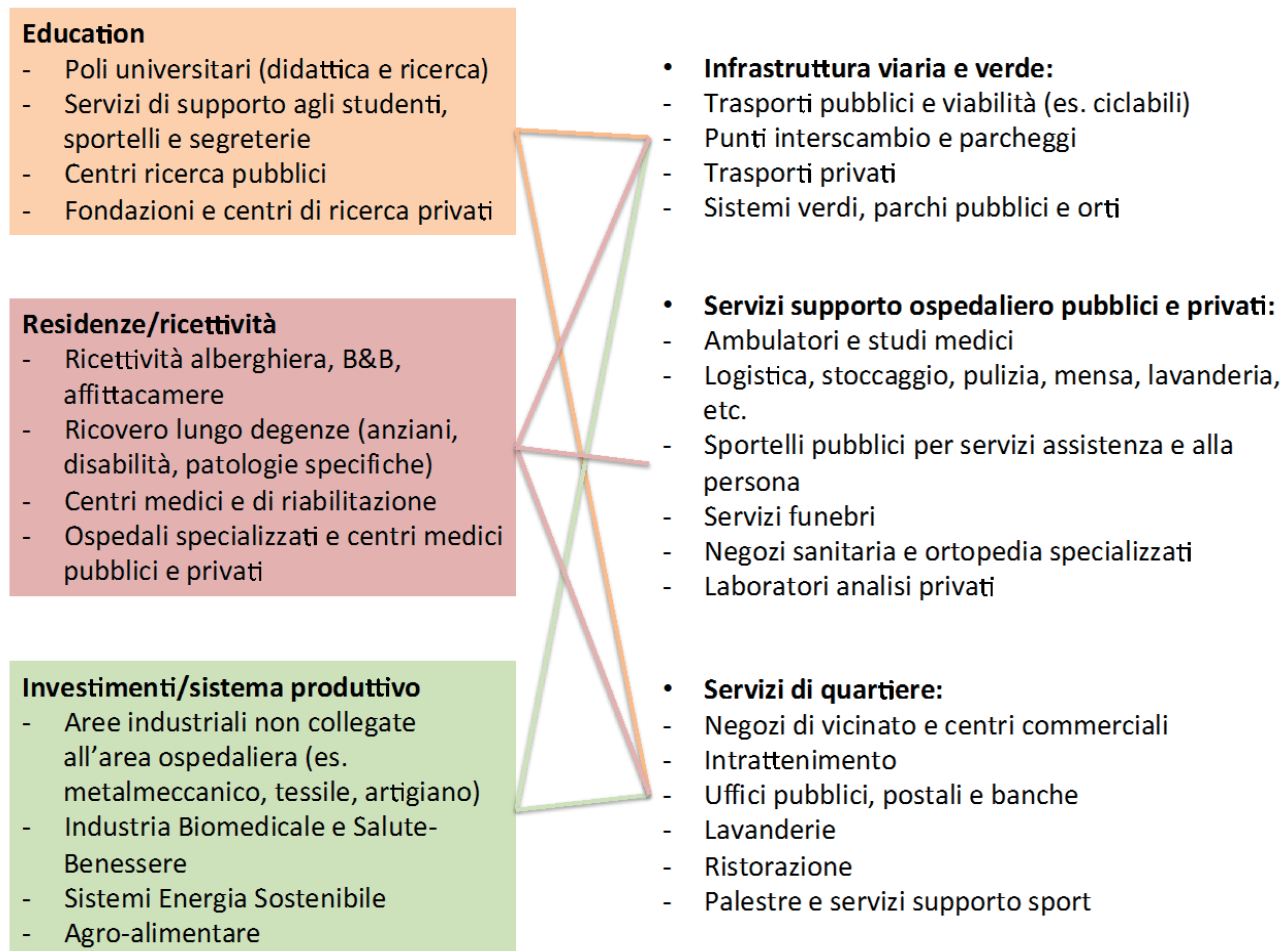 Education
- Poli universitari (didattica e ricerca)
- Servizi di supporto agli studenti,
sportelli e segreterie
- Centri ricerca pubblici
- Fondazioni e centri di ricerca privati
Residenze/ricettività
- Ricettività alberghiera, B&B,
affittacamere
- Ricovero lungo degenze (anziani,
disabilità, patologie specifiche)
- Centri medici e di riabilitazione
- Ospedali specializzati e centri medici
pubblici e privati
Investimenti/sistema produttivo
- Aree industriali non collegate
all'area ospedaliera (es.
metalmeccanico, tessile, artigiano)
- Industria Biomedicale e Salute-
Benessere
- Sistemi Energia Sostenibile
- Agro-alimentare
• Infrastruttura viaria e verde:
- Trasporti pubblici e viabilità (es. ciclabili)
- Punti interscambio e parcheggi
- Trasporti privati
- Sistemi verdi, parchi pubblici e orti
• Servizi supporto ospedaliero pubblici e privati:
- Ambulatori e studi medici
- Logistica, stoccaggio, pulizia, mensa, lavanderia,
etc.
- Sportelli pubblici per servizi assistenza e alla
persona
- Servizi funebri
- Negozi sanitaria e ortopedia specializzati
- Laboratori analisi privati
• Servizi di quartiere:
- Negozi di vicinato e centri commerciali
- Intrattenimento
- Uffici pubblici, postali e banche
- Lavanderie
- Ristorazione
- Palestre e servizi supporto sport